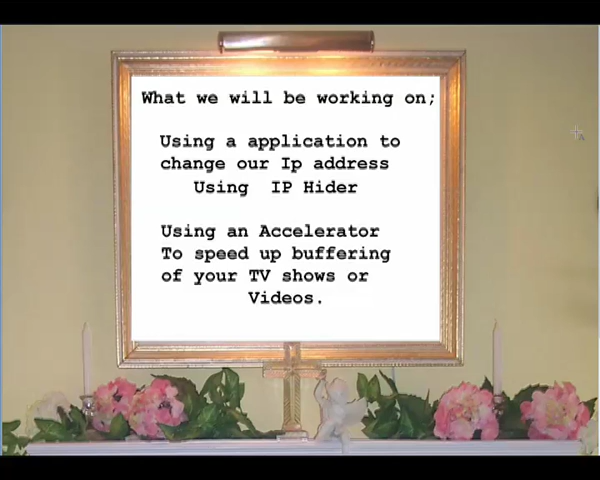 What we will be working on;
Using a application to
change our Ip address
Using IP Hider
Using an Accelerator
To speed up buffering
of your TV shows or
Videos.